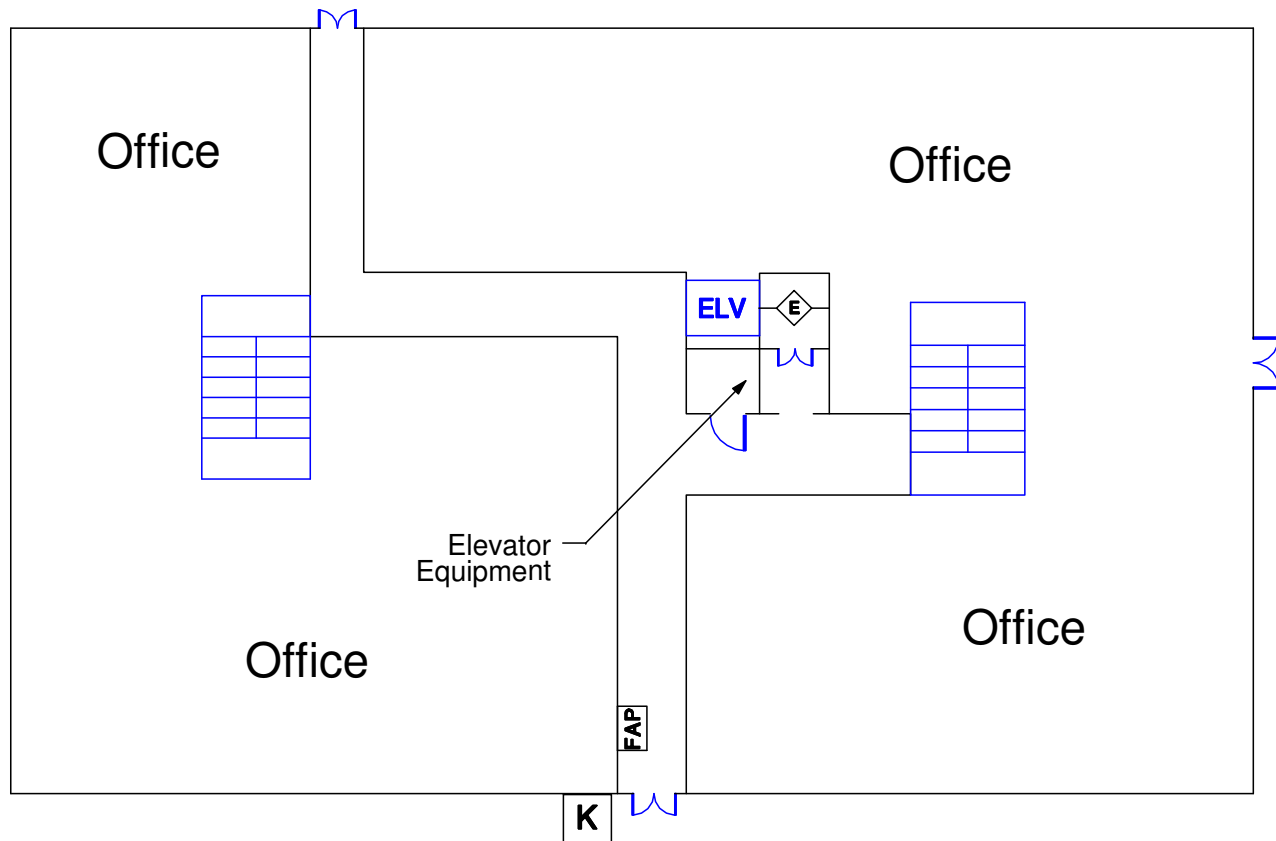 Office
Office
ELV
E
Elevator
Equipment
Office
Office
FAP
K